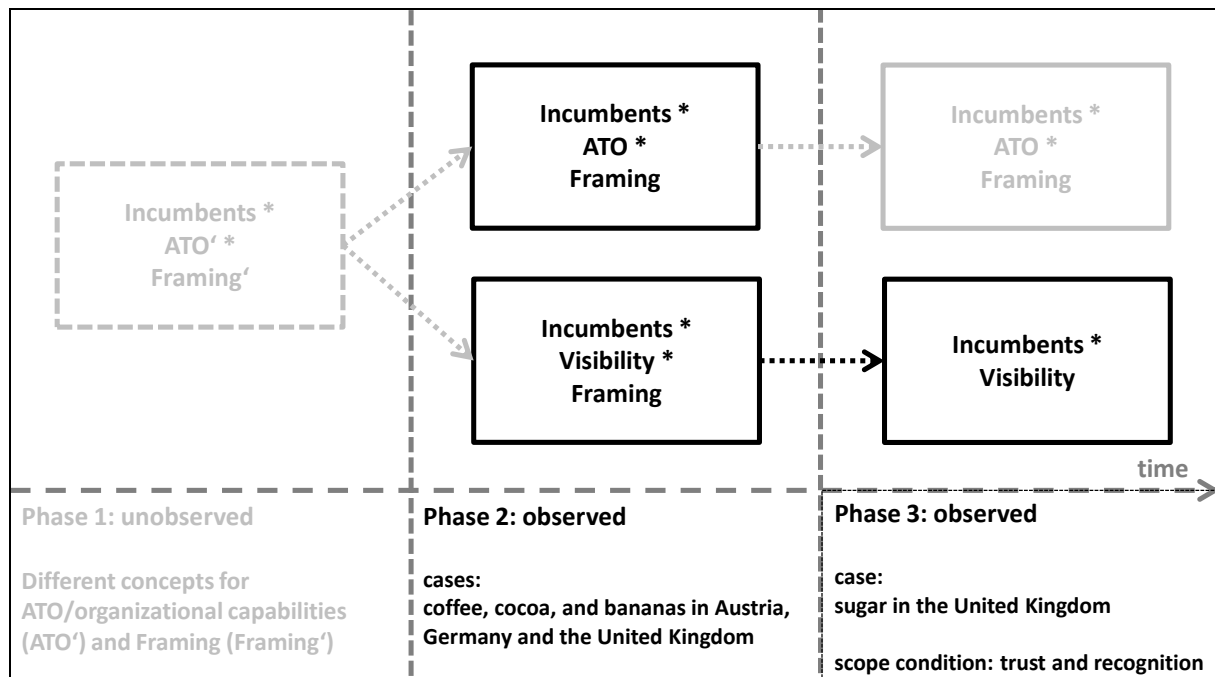 Incumbents *
ATO‘ *
Framing‘
Incumbents *
ATO *
Framing
Incumbents *
Visibility *
Framing
Incumbents *
ATO *
Framing
Incumbents *
Visibility
time
Phase 1: unobserved
Different concepts for
ATO/organizational capabilities
(ATO‘) and Framing (Framing‘)
Phase 2: observed
cases:
coffee, cocoa, and bananas in Austria,
Germany and the United Kingdom
Phase 3: observed
case:
sugar in the United Kingdom
scope condition: trust and recognition